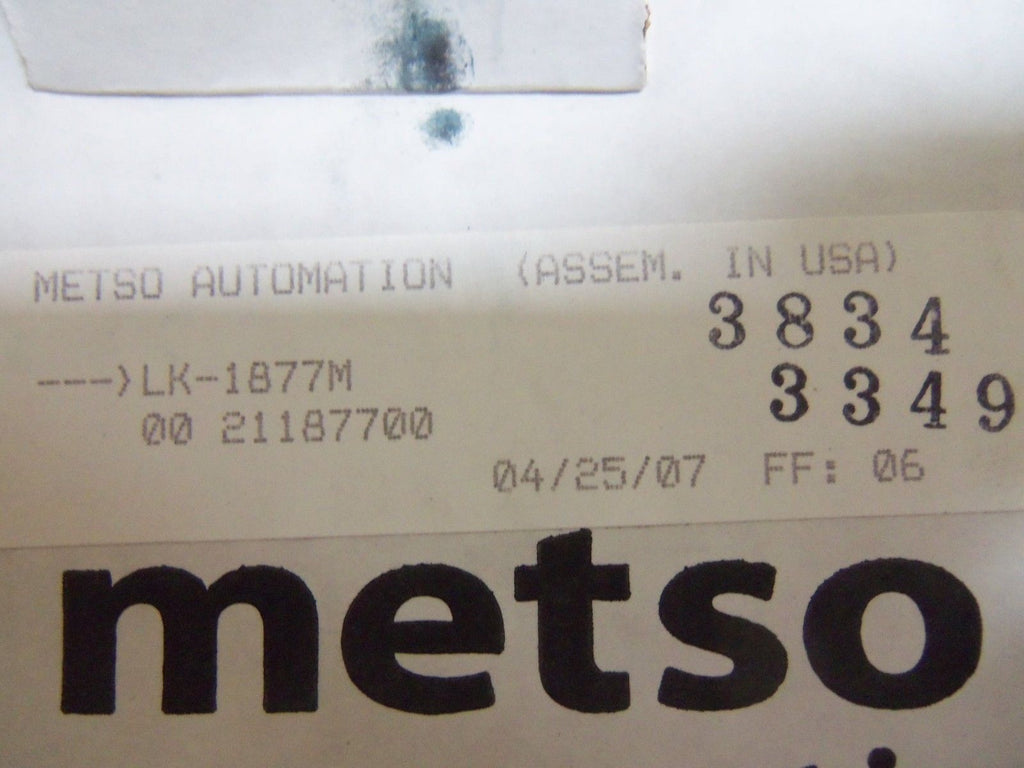 METSO AUTOMATION (ASSEM. IN USA)
3834
--->LK-1877M
3349
00 21187700
04/25/07 FF: 06
metso